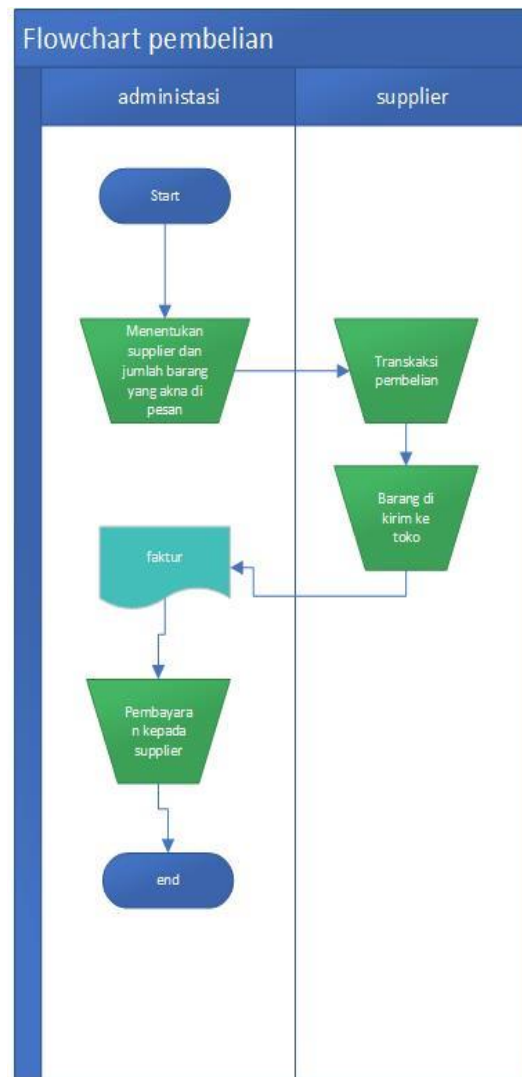 Flowchart pembelian
administasi
supplier
Start
Menentukan
supplier dan
jumlah barang
yang akna di
pesan
Transkaksi
pembelian
Barang di
kirim ke
toko
faktur
Pembayara
n kepada
supplier
end